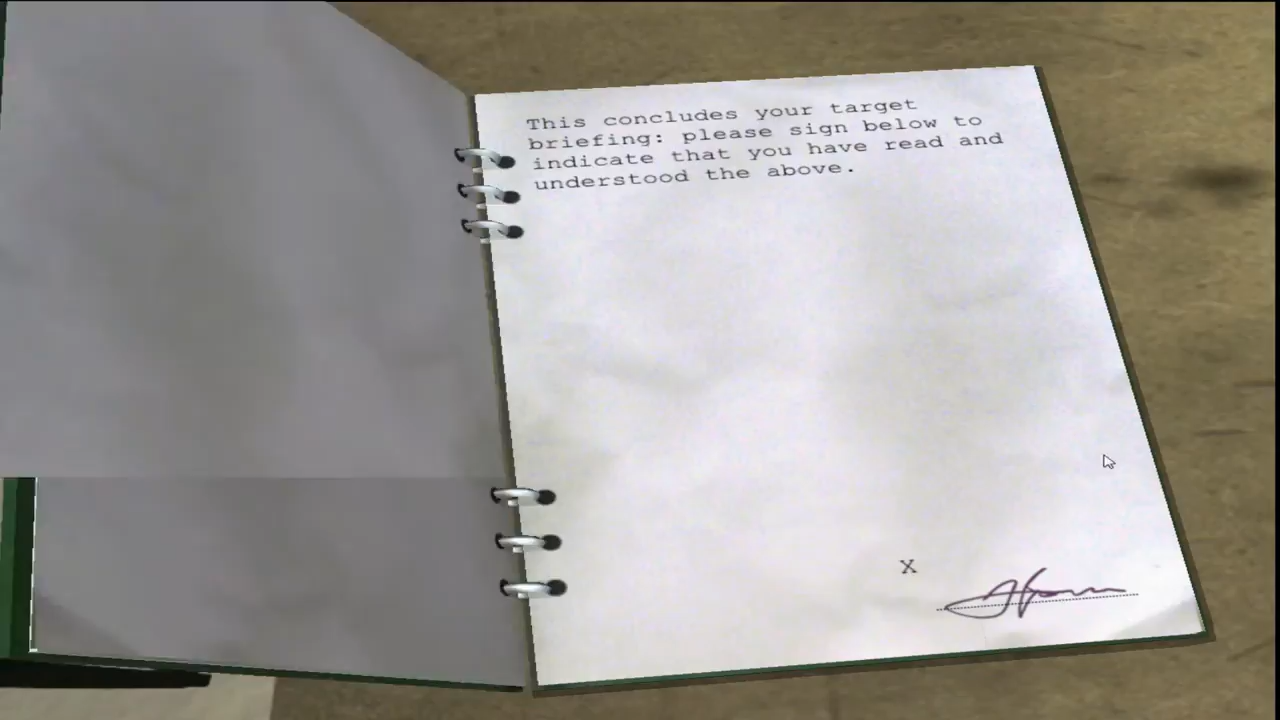 This concludes your target
briefing: please sign below to
indicate that you have read and
understood the above.
X